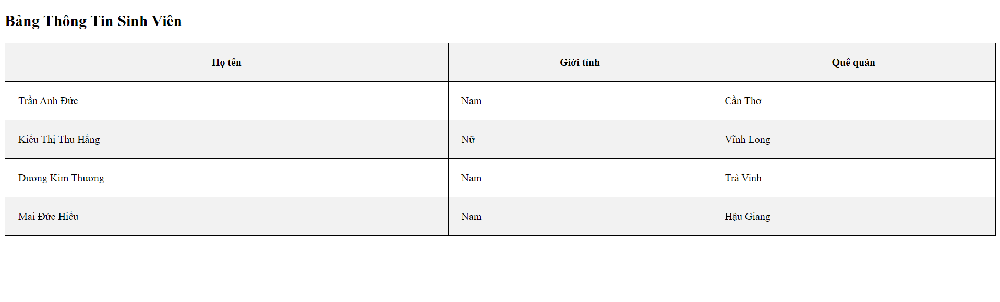 Bảng Thông Tin Sinh Viên
Họ tên Giới tính Quê quán
Trần Anh Đức Nam Cần Thơ
Kiều Thị Thu Hằng Nữ Vĩnh Long
Dương Kim Thương Nam Trà Vinh
Mai Đức Hiếu Nam Hậu Giang